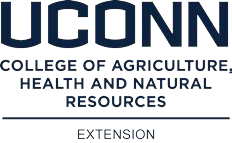 UCONN
COLLEGE OF AGRICULTURE,
HEALTH AND NATURAL
RESOURCES
EXTENSION